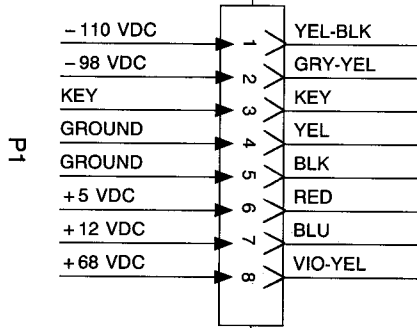 P1
-110 VDC 1 YEL-BLK
-98 VDC 2 GRY-YEL
KEY 3 KEY
GROUND 4 YEL
GROUND 5 BLK
+5 VDC 6 RED
+12 VDC 7 BLU
+68 VDC 8 VIO-YEL